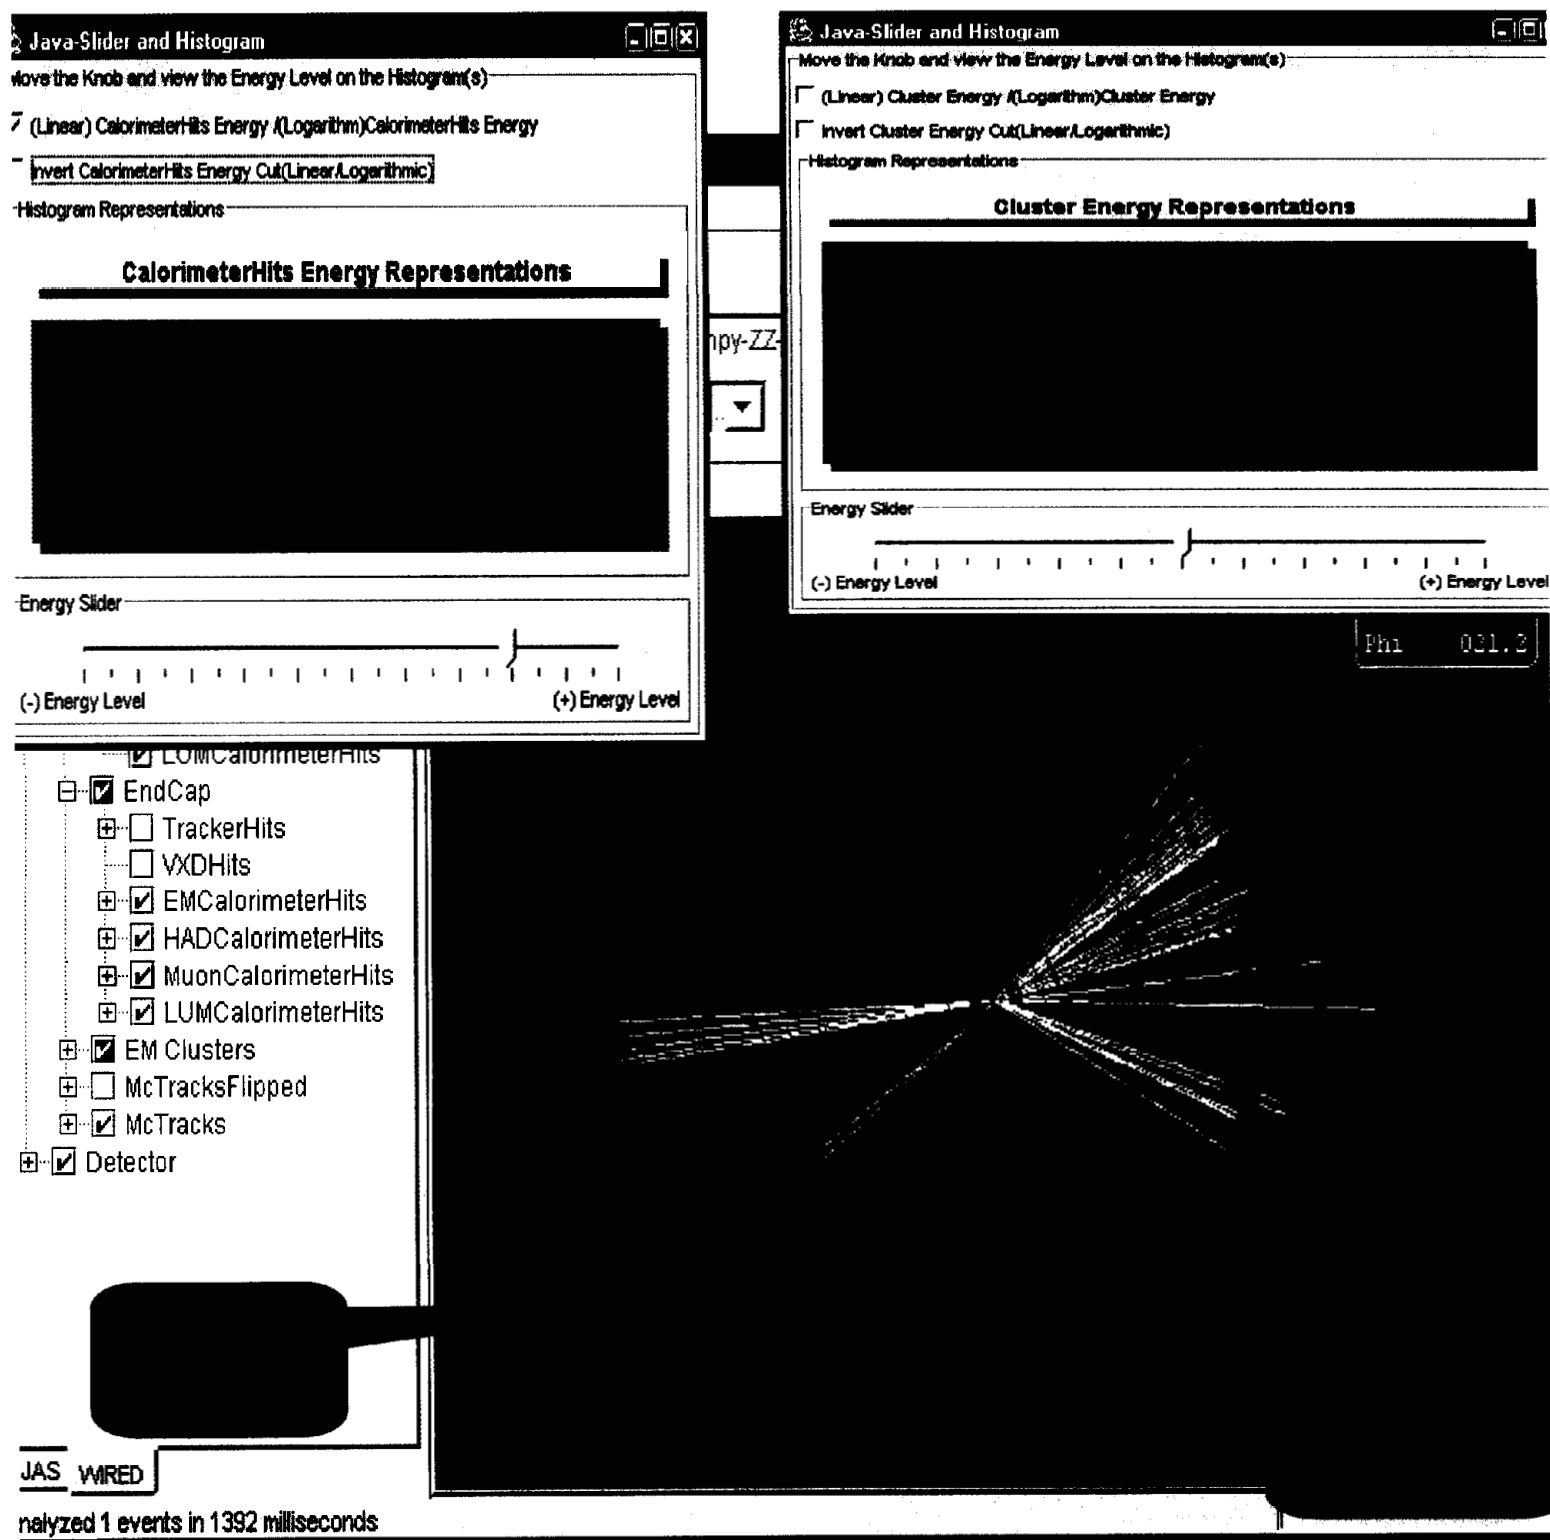 Java-Slider and Histogram
Move the Knob and view the Energy Level on the Histogram(s)
(Linear) CalorimeterHits Energy /(Logarithm)CalorimeterHits Energy
Invert CalorimeterHits Energy Cut(Linear/Logarithmic)
Histogram Representations
CalorimeterHits Energy Representations
Energy Slider
(-) Energy Level (+) Energy Level
Java-Slider and Histogram
Move the Knob and view the Energy Level on the Histogram(s)
(Linear) Cluster Energy /(Logarithm)Cluster Energy
Invert Cluster Energy Cut(Linear/Logarithmic)
Histogram Representations
Cluster Energy Representations
Energy Slider
(-) Energy Level (+) Energy Level
npy-ZZ-
...
Phi 021.2
LUMCalorimeterHits
EndCap
TrackerHits
VXDHits
EMCalorimeterHits
HADCalorimeterHits
MuonCalorimeterHits
LUMCalorimeterHits
EM Clusters
McTracksFlipped
McTracks
Detector
JAS WIRED
nalyzed 1 events in 1392 milliseconds